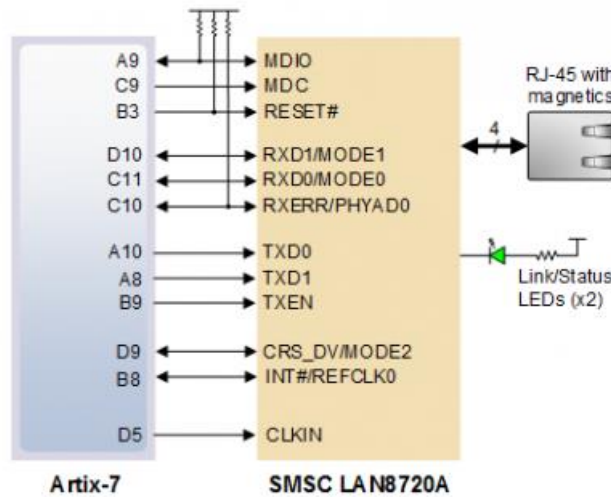 A9 MDIO
C9 MDC
B3 RESET#
RJ-45 with
magnetics
4
D10 RXD1/MODE1
C11 RXD0/MODE0
C10 RXERR/PHYAD0
A10 TXD0
A8 TXD1
B9 TXEN
Link/Status
LEDs (x2)
D9 CRS_DV/MODE2
B8 INT#/REFCLK0
D5 CLKIN
Artix-7 SMSC LAN8720A